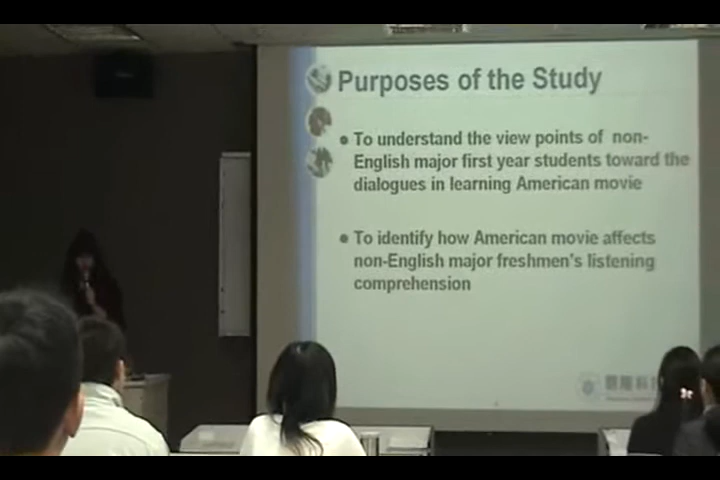 Purposes of the Study
To understand the view points of non-
English major first year students toward the
dialogues in learning American movie
To identify how American movie affects
non-English major freshmen's listening
comprehension